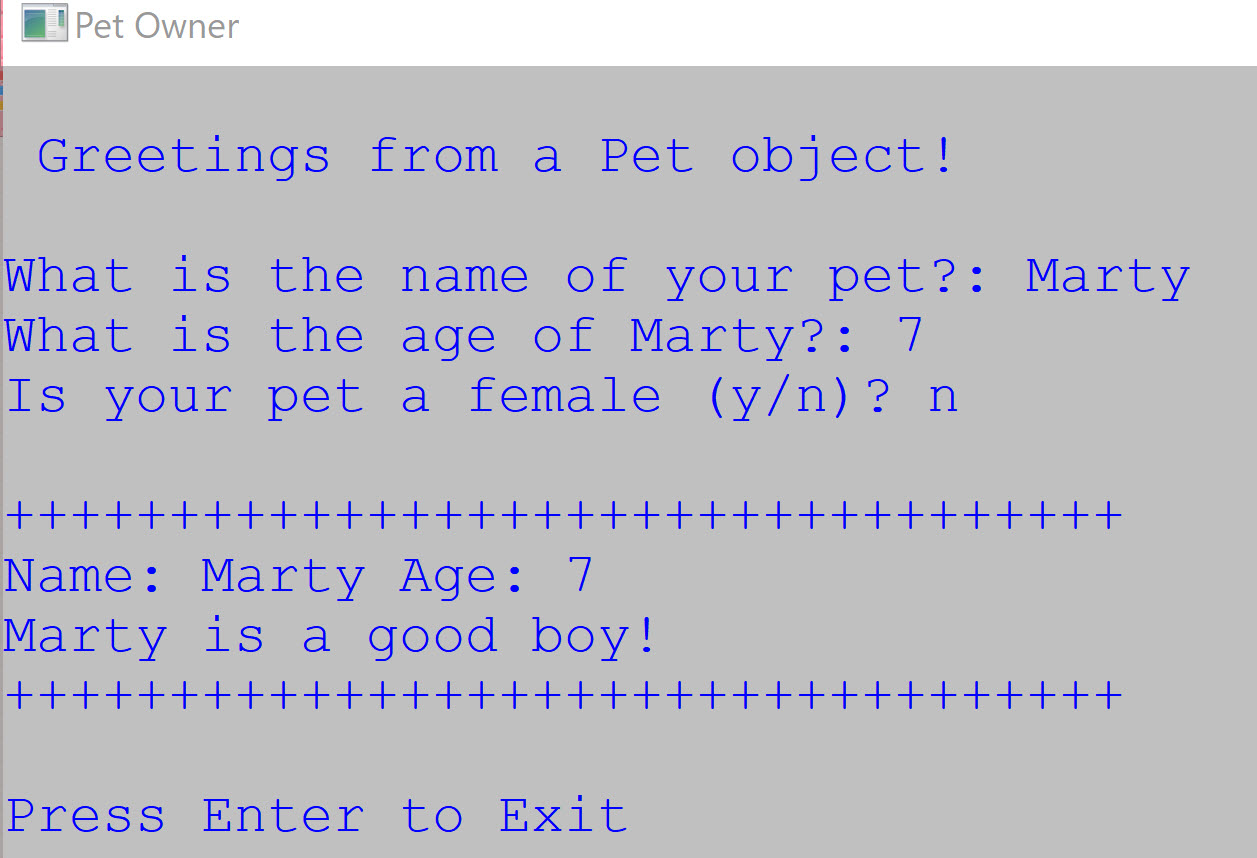 Pet Owner
Greetings from a Pet object!
What is the name of your pet?: Marty
What is the age of Marty?: 7
Is your pet a female (y/n)? n
++++++++++++++++++++++++++++++++++
Name: Marty Age: 7
Marty is a good boy!
++++++++++++++++++++++++++++++++++
Press Enter to Exit